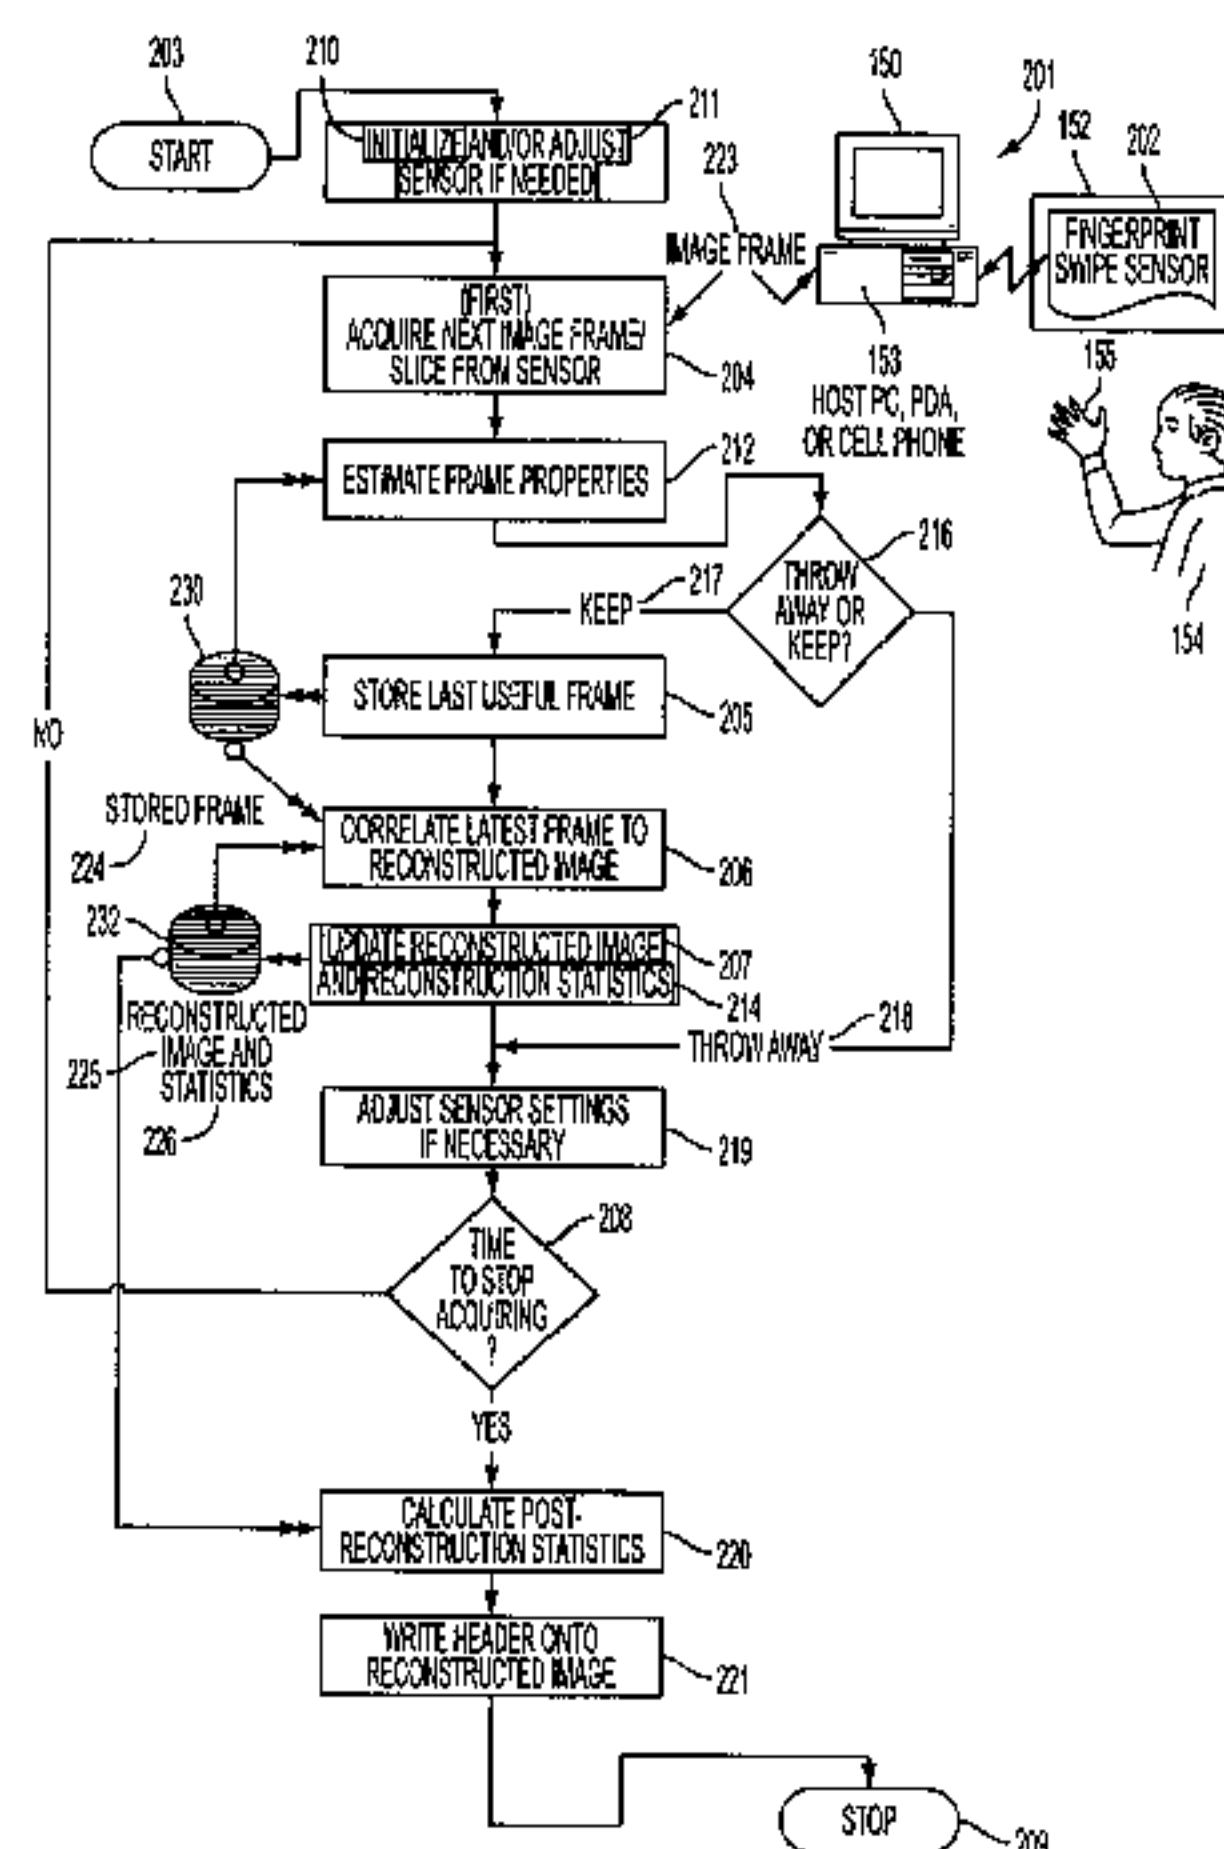 203
210
START
INITIALIZE AND/OR ADJUST
SENSOR IF NEEDED
211
150
201
152
202
FINGERPRINT
SWIPE SENSOR
223
IMAGE FRAME
153
HOST PC, PDA,
OR CELL PHONE
155
154
(FIRST)
ACQUIRE NEXT IMAGE FRAME/
SLICE FROM SENSOR
204
ESTIMATE FRAME PROPERTIES
212
THROW
AWAY OR
KEEP?
216
KEEP
217
230
STORE LAST USEFUL FRAME
205
NO
STORED FRAME
224
CORRELATE LATEST FRAME TO
RECONSTRUCTED IMAGE
206
232
UPDATE RECONSTRUCTED IMAGE
AND RECONSTRUCTION STATISTICS
207
214
RECONSTRUCTED
IMAGE AND
STATISTICS
225
226
THROW AWAY
218
ADJUST SENSOR SETTINGS
IF NECESSARY
219
TIME
TO STOP
ACQUIRING
?
208
YES
CALCULATE POST-
RECONSTRUCTION STATISTICS
220
WRITE HEADER ONTO
RECONSTRUCTED IMAGE
221
STOP
209